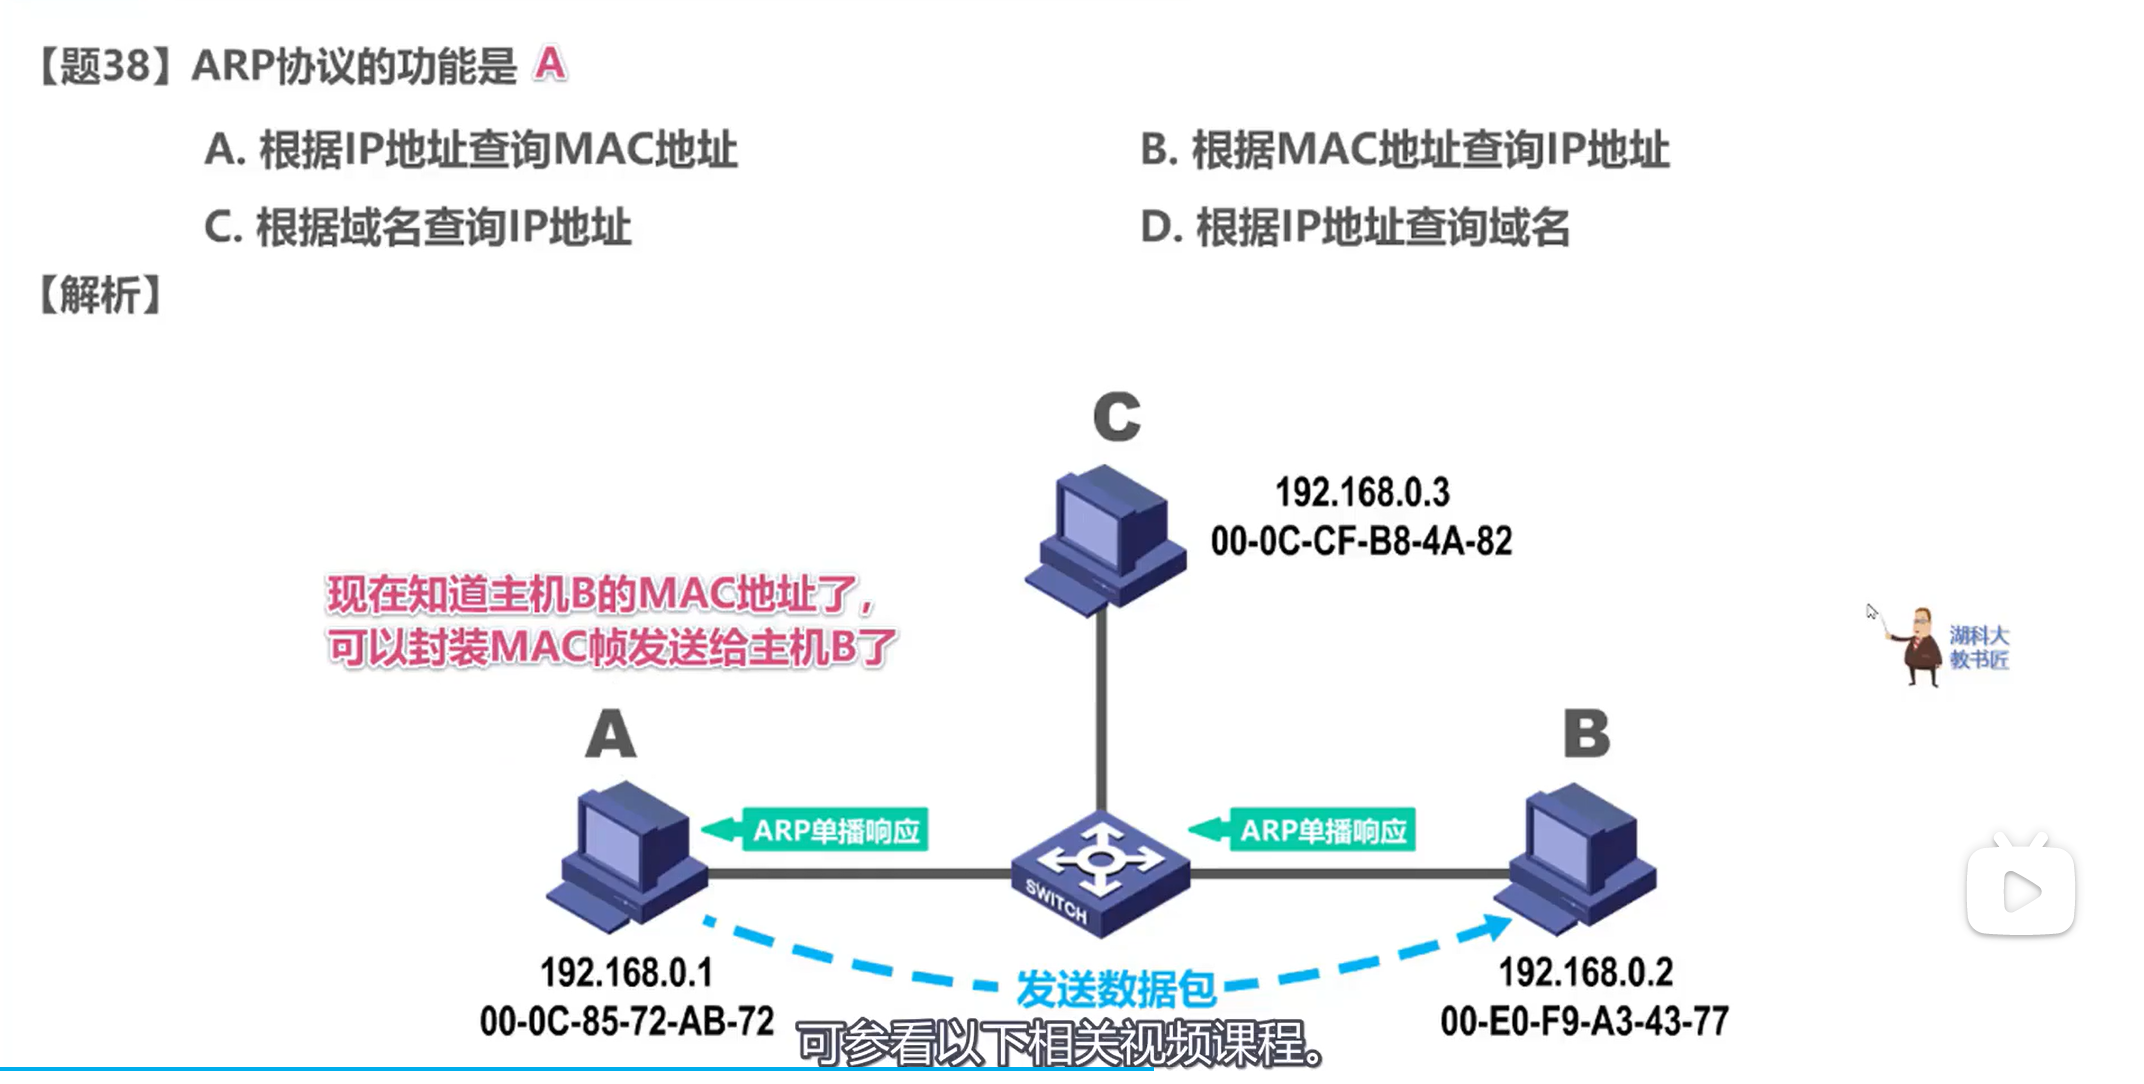 【题38】ARP协议的功能是 A
A. 根据IP地址查询MAC地址
B. 根据MAC地址查询IP地址
C. 根据域名查询IP地址
D. 根据IP地址查询域名
【解析】
C
192.168.0.3
00-0C-CF-B8-4A-82
现在知道主机B的MAC地址了，
可以封装MAC帧发送给主机B了
湖科大
教书匠
A
B
ARP单播响应
ARP单播响应
SWITCH
192.168.0.1
00-0C-85-72-AB-72
发送数据包
192.168.0.2
00-E0-F9-A3-43-77
可参看以下相关视频课程。